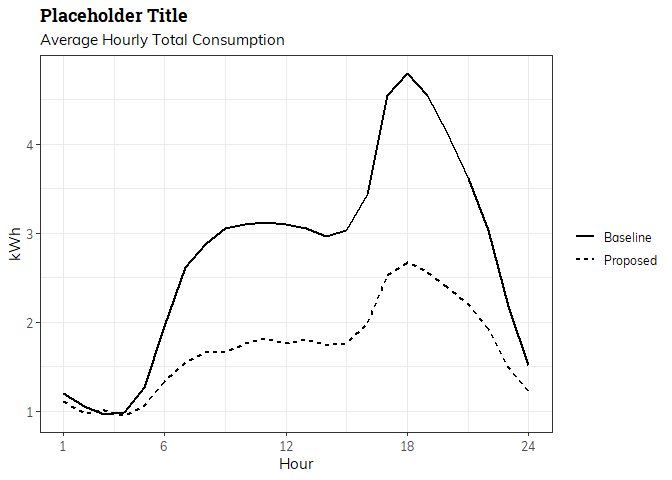 Placeholder Title
Average Hourly Total Consumption
kWh
4
3
2
1
1 6 12 18 24
Hour
Baseline
Proposed